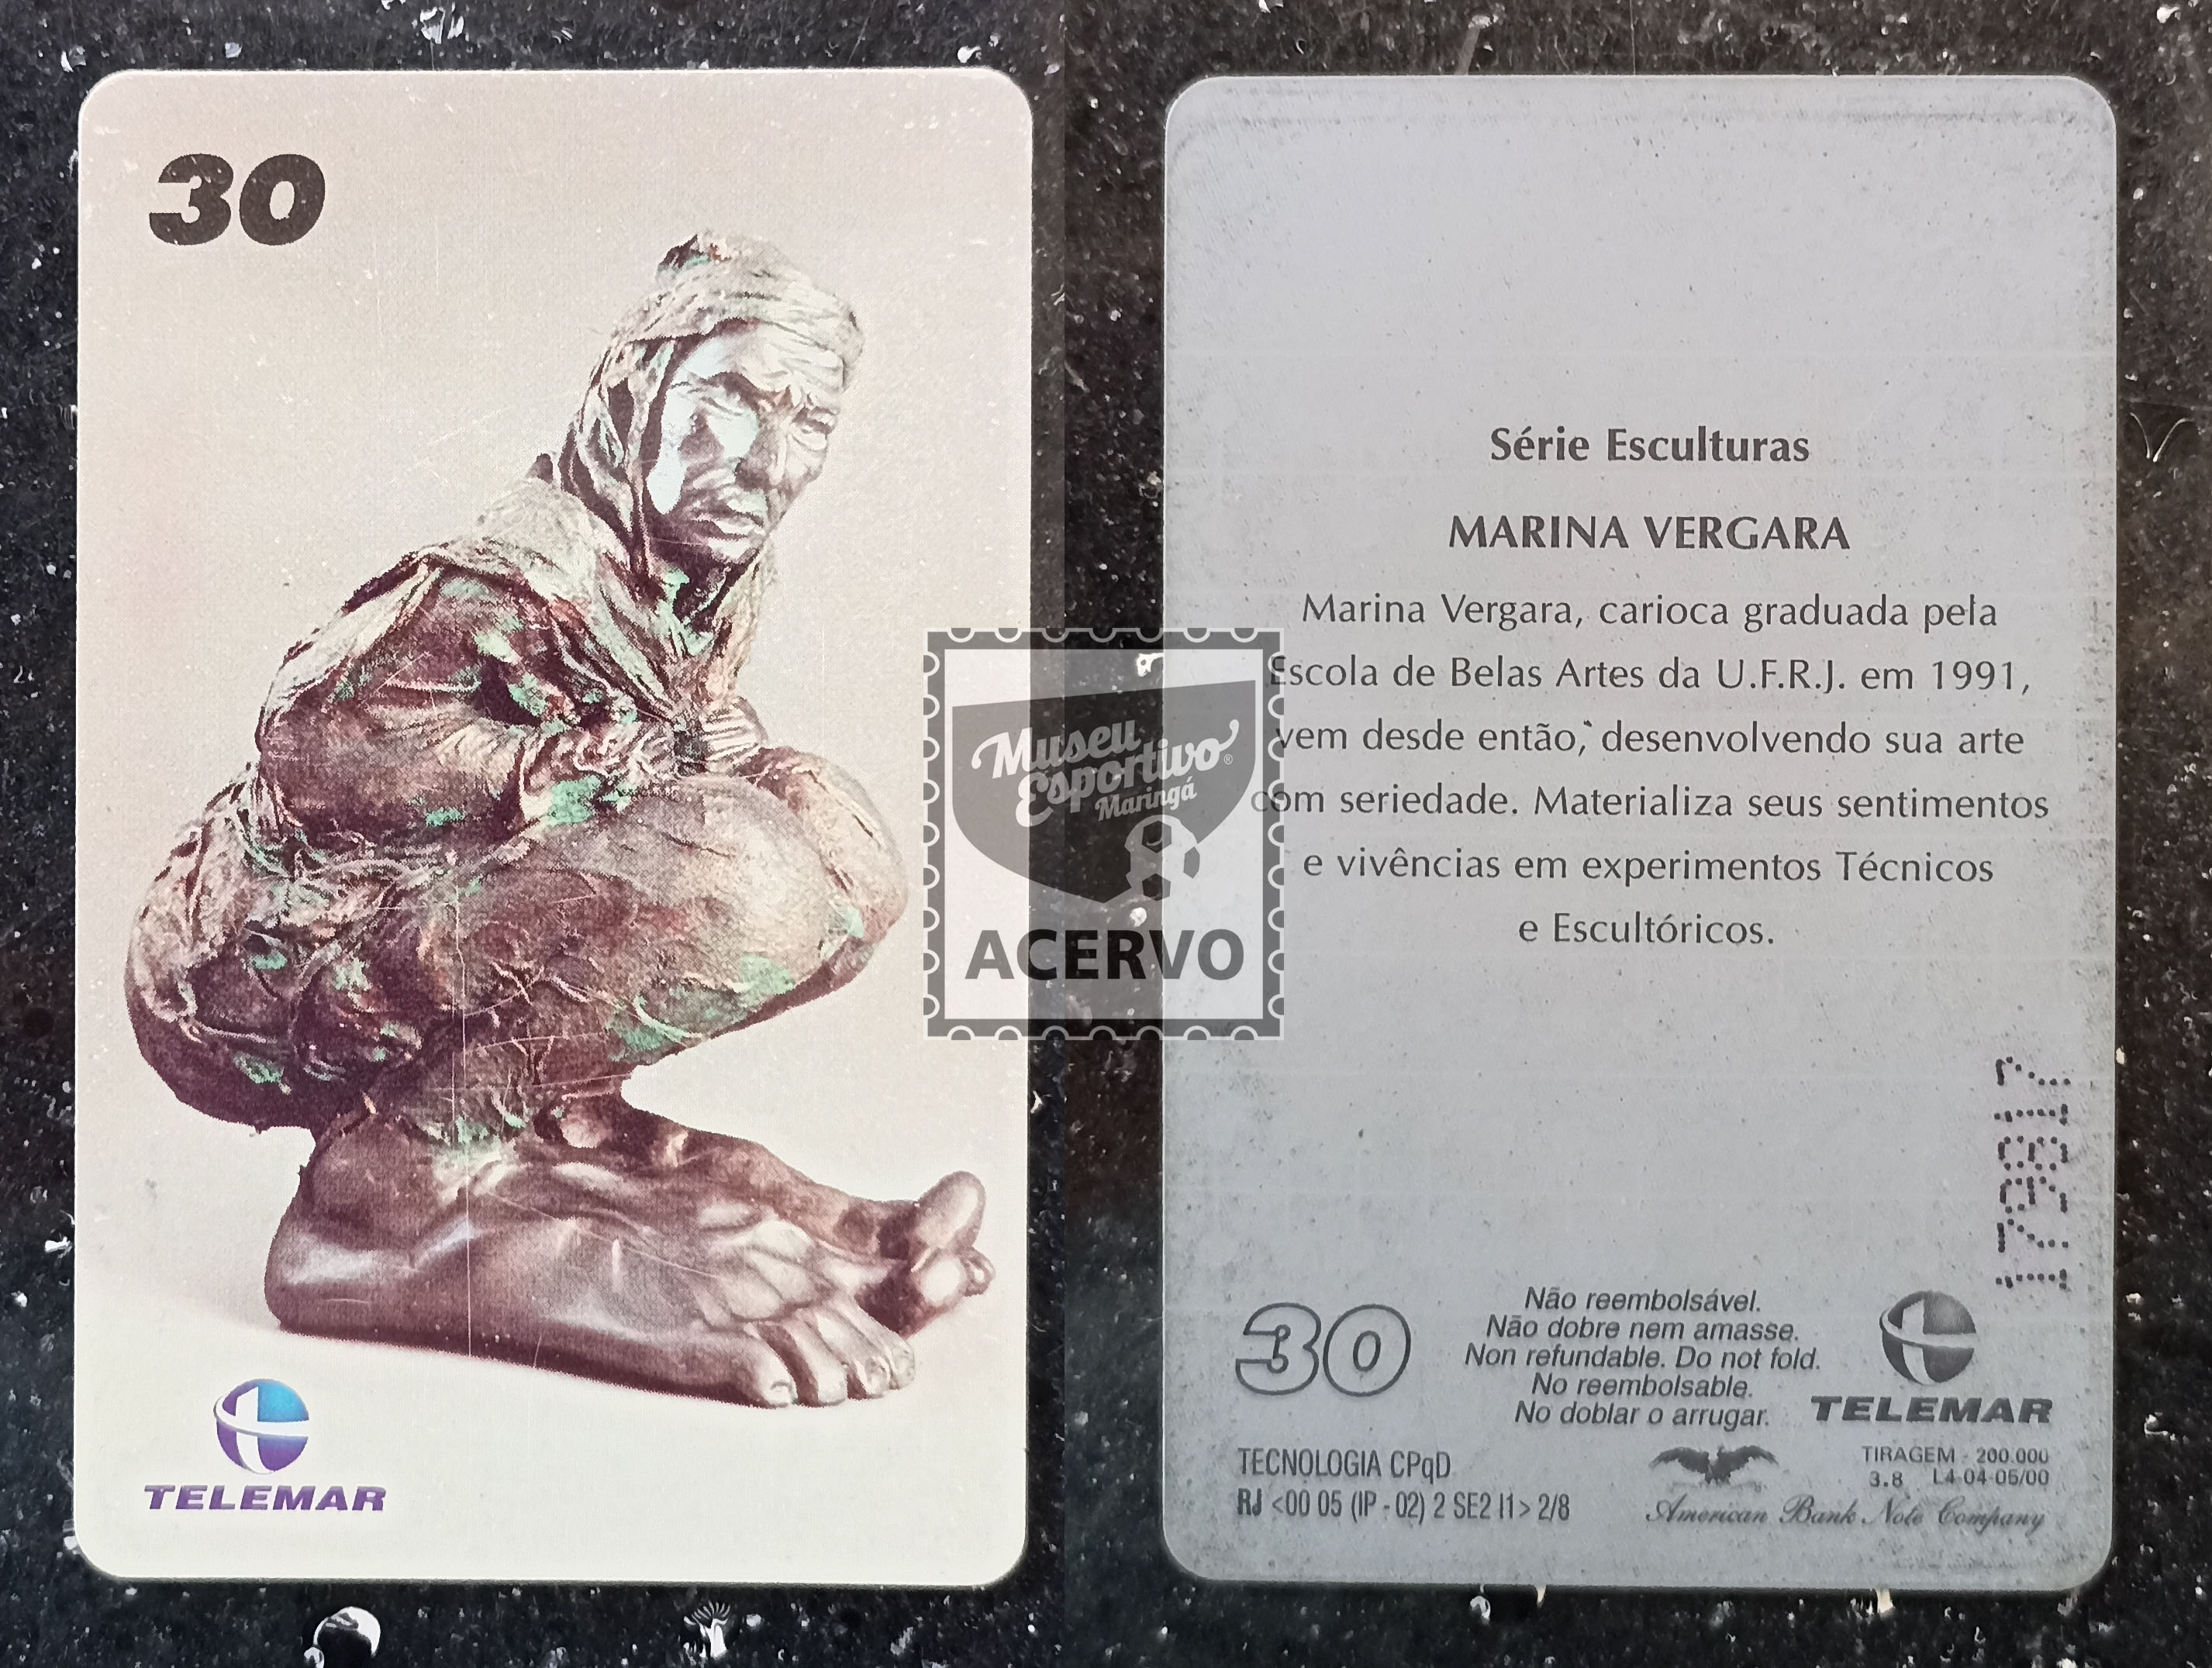 30
TELEMAR
Museu
Esportivo®
Maringá
ACERVO
Série Esculturas
MARINA VERGARA
Marina Vergara, carioca graduada pela
Escola de Belas Artes da U.F.R.J. em 1991,
vem desde então, desenvolvendo sua arte
com seriedade. Materializa seus sentimentos
e vivências em experimentos Técnicos
e Escultóricos.
30
Não reembolsável.
Não dobre nem amasse.
Non refundable. Do not fold.
No reembolsable.
No doblar o arrugar.
TELEMAR
TECNOLOGIA CPqD
RJ <00 05 (IP - 02) 2 SE2 I1> 2/8
TIRAGEM - 200.000
3.8 L4-04-05/00
American Bank Note Company